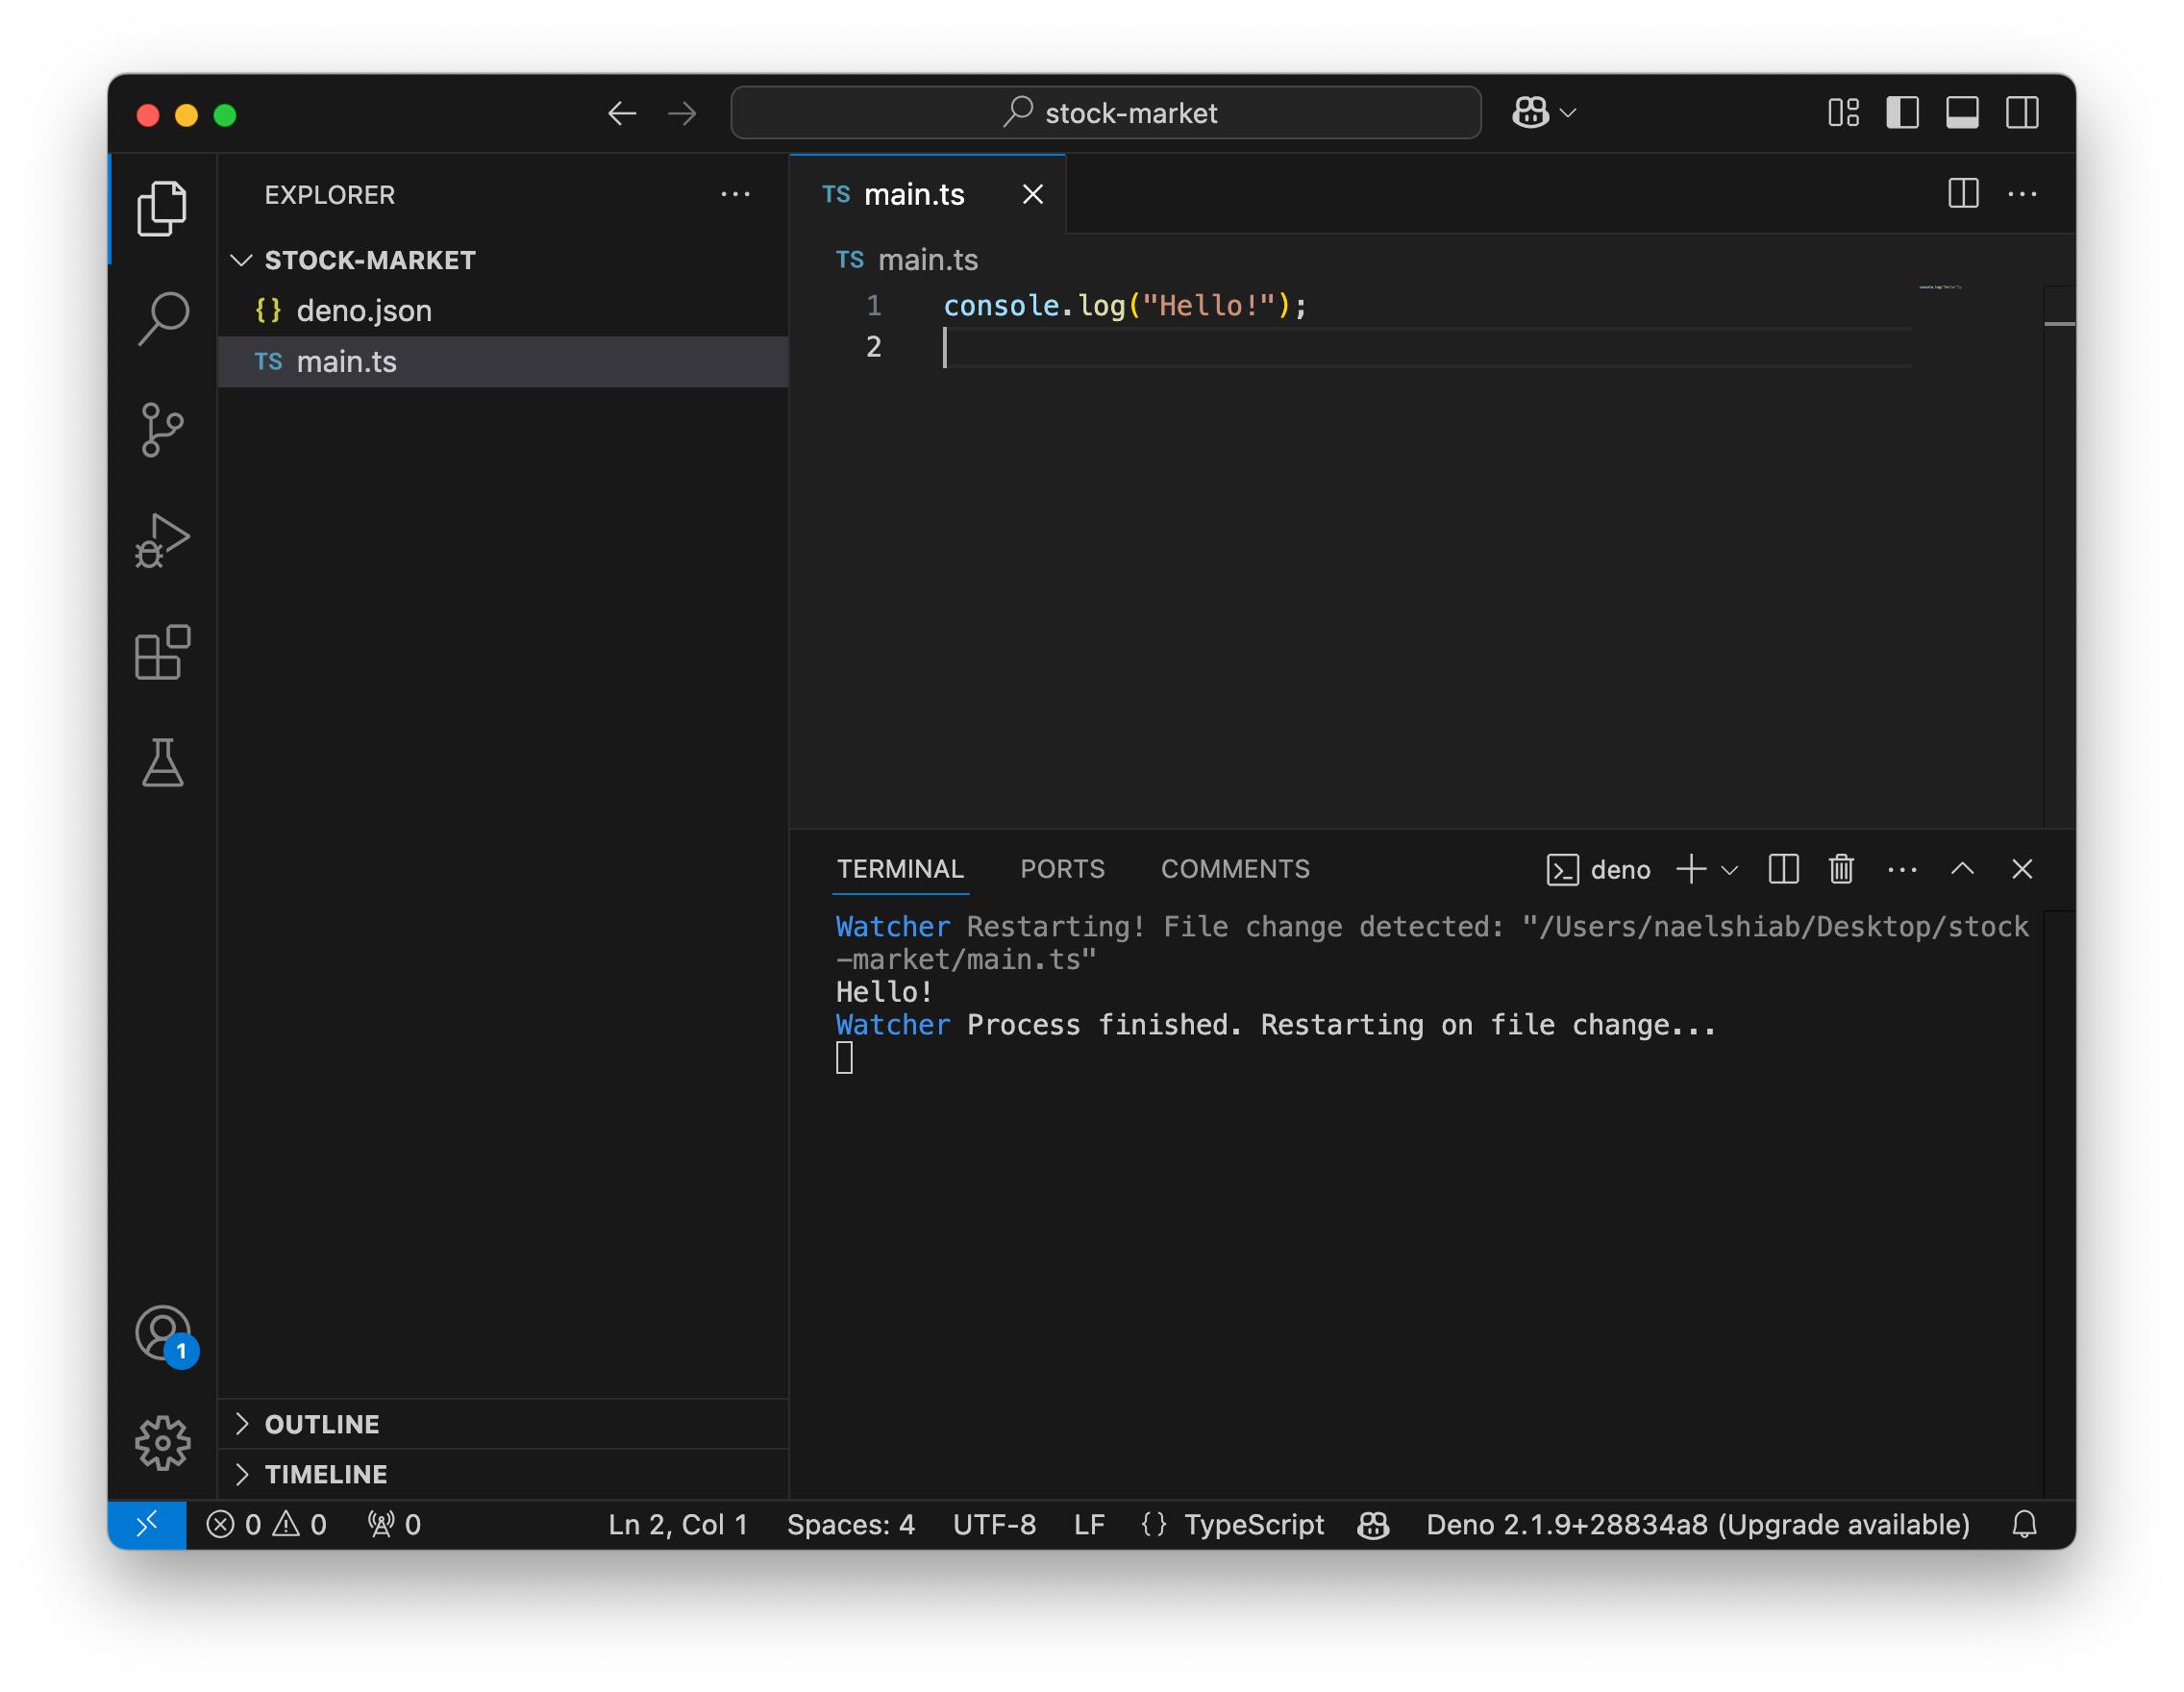 stock-market
EXPLORER
STOCK-MARKET
{} deno.json
TS main.ts
TS main.ts
TS main.ts
1 console.log("Hello!");
2
TERMINAL PORTS COMMENTS deno
Watcher Restarting! File change detected: "/Users/naelshiab/Desktop/stock
-market/main.ts"
Hello!
Watcher Process finished. Restarting on file change...
1
OUTLINE
TIMELINE
0 0 0 Ln 2, Col 1 Spaces: 4 UTF-8 LF {} TypeScript Deno 2.1.9+28834a8 (Upgrade available)